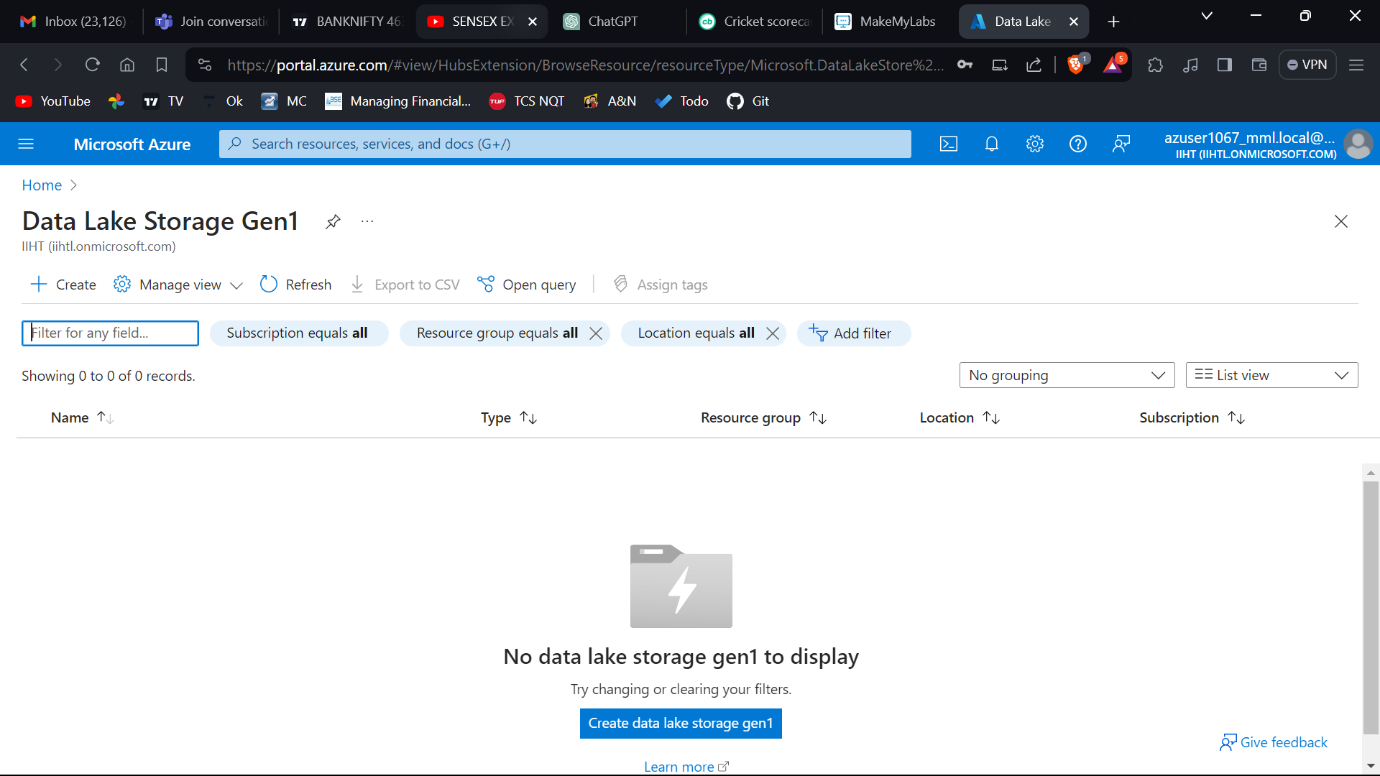 Inbox (23,126)
Join conversatio
BANKNIFTY 46.
SENSEX EX
ChatGPT
Cricket scoreca
MakeMyLabs
Data Lake
https://portal.azure.com/#view/HubsExtension/BrowseResource/resourceType/Microsoft.DataLakeStore%2...
1
5
VPN
YouTube
TV
Ok
MC
Managing Financial...
TCS NQT
A&N
Todo
Git
Microsoft Azure
Search resources, services, and docs (G+/)
azuser1067_mml.local@...
IIHT (IIHTL.ONMICROSOFT.COM)
Home
Data Lake Storage Gen1
...
IIHT (iihtl.onmicrosoft.com)
Create
Manage view
Refresh
Export to CSV
Open query
Assign tags
Filter for any field...
Subscription equals all
Resource group equals all
Location equals all
Add filter
Showing 0 to 0 of 0 records.
No grouping
List view
Name
Type
Resource group
Location
Subscription
No data lake storage gen1 to display
Try changing or clearing your filters.
Create data lake storage gen1
Learn more
Give feedback